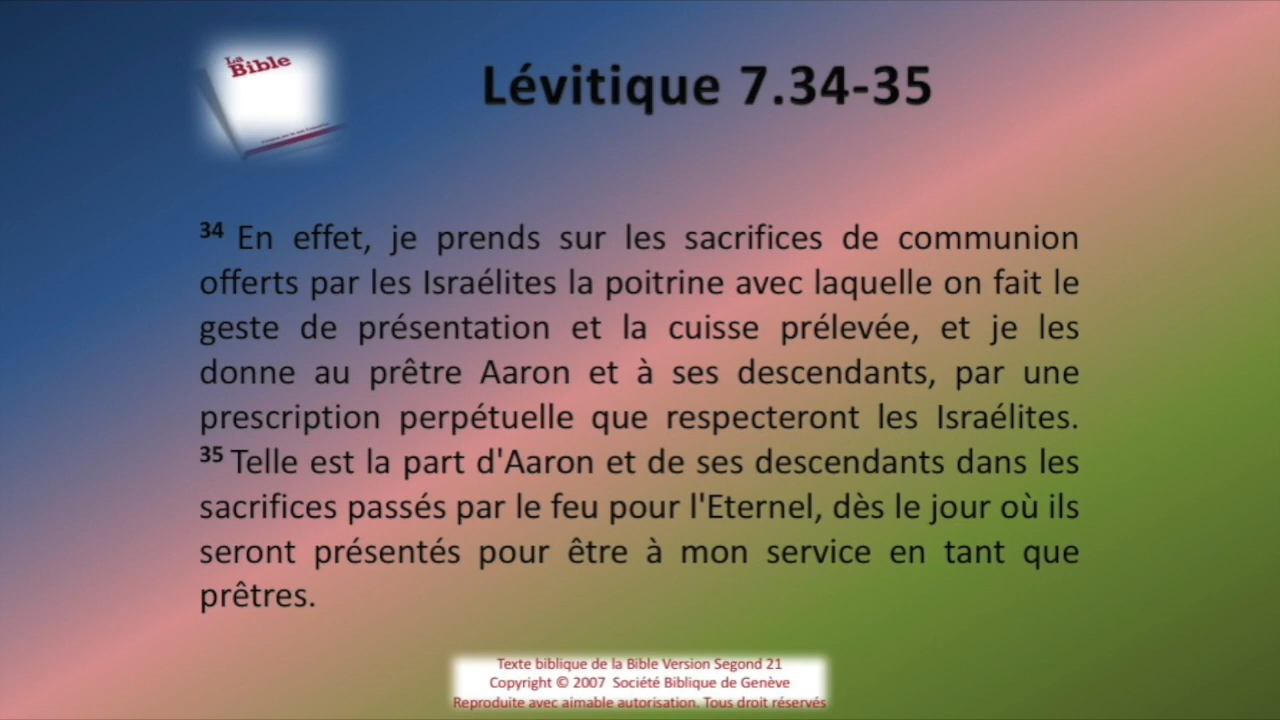 La
Bible
Lévitique 7.34-35
34 En effet, je prends sur les sacrifices de communion
offerts par les Israélites la poitrine avec laquelle on fait le
geste de présentation et la cuisse prélevée, et je les
donne au prêtre Aaron et à ses descendants, par une
prescription perpétuelle que respecteront les Israélites.
35 Telle est la part d'Aaron et de ses descendants dans les
sacrifices passés par le feu pour l'Eternel, dès le jour où ils
seront présentés pour être à mon service en tant que
prêtres.
Texte biblique de la Bible Version Segond 21
Copyright © 2007 Société Biblique de Genève
Reproduite avec aimable autorisation. Tous droit réservés